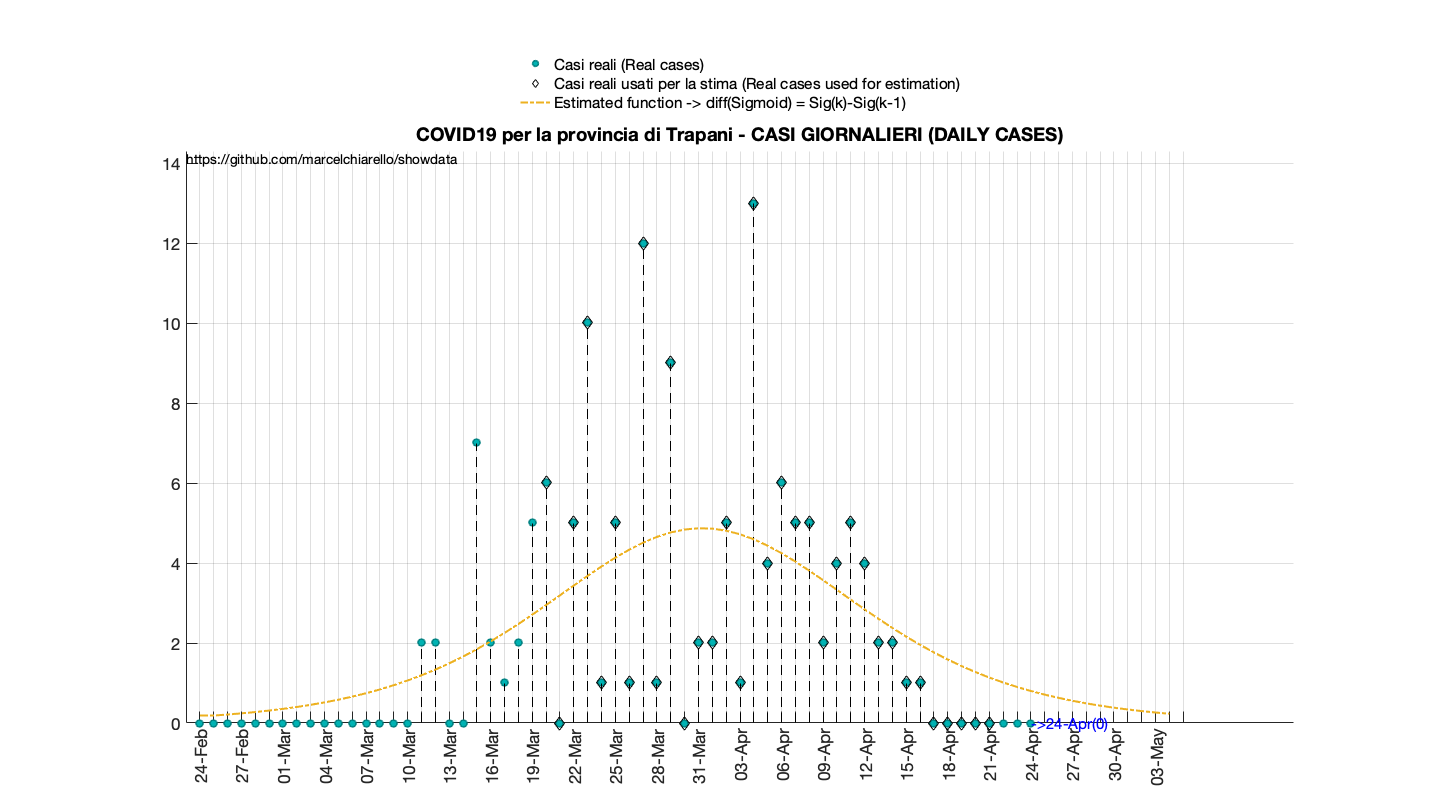 Casi reali (Real cases)
Casi reali usati per la stima (Real cases used for estimation)
Estimated function -> diff(Sigmoid) = Sig(k)-Sig(k-1)
COVID19 per la provincia di Trapani - CASI GIORNALIERI (DAILY CASES)
https://github.com/marcelchiarello/showdata
14
12
10
8
6
4
2
0
->24-Apr(0)
24-Feb
27-Feb
01-Mar
04-Mar
07-Mar
10-Mar
13-Mar
16-Mar
19-Mar
22-Mar
25-Mar
28-Mar
31-Mar
03-Apr
06-Apr
09-Apr
12-Apr
15-Apr
18-Apr
21-Apr
24-Apr
27-Apr
30-Apr
03-May